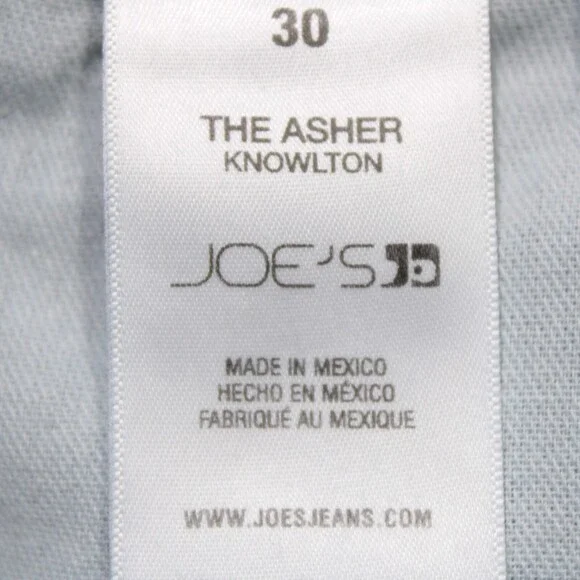 30
THE ASHER
KNOWLTON
JOE'S
MADE IN MEXICO
HECHO EN MÉXICO
FABRIQUÉ AU MEXIQUE
WWW.JOESJEANS.COM